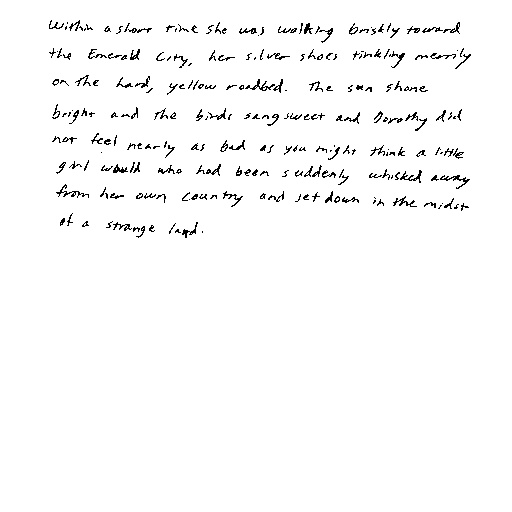 Within a short time she was walking briskly toward
the Emerald City, her silver shoes tinkling merrily
on the hard, yellow roadbed. The sun shone
bright and the birds sang sweet and Dorothy did
not feel nearly as bad as you might think a little
girl would who had been suddenly whisked away
from her own country and set down in the midst
of a strange land.